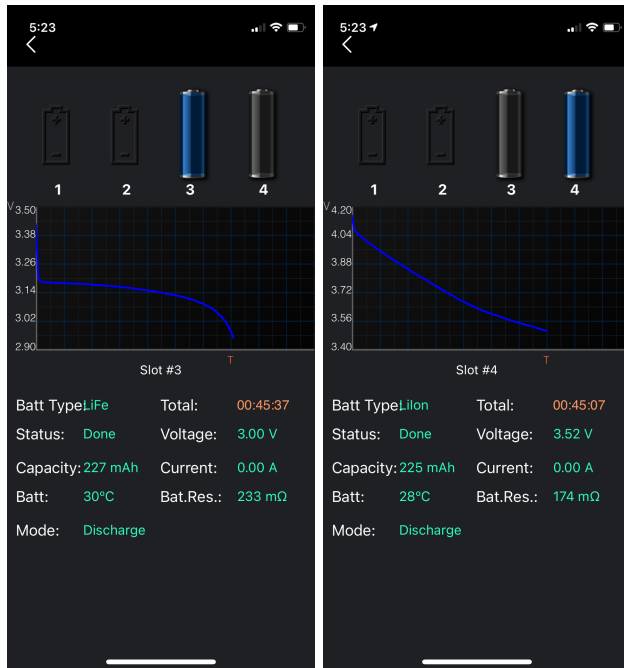 5:23
1 2 3 4
V 3.50
3.38
3.26
3.14
3.02
2.90
T
Slot #3
Batt Type: LiFe Total: 00:45:37
Status: Done Voltage: 3.00 V
Capacity: 227 mAh Current: 0.00 A
Batt: 30°C Bat.Res.: 233 mΩ
Mode: Discharge
5:23
1 2 3 4
V 4.20
4.04
3.88
3.72
3.56
3.40
T
Slot #4
Batt Type: LiIon Total: 00:45:07
Status: Done Voltage: 3.52 V
Capacity: 225 mAh Current: 0.00 A
Batt: 28°C Bat.Res.: 174 mΩ
Mode: Discharge